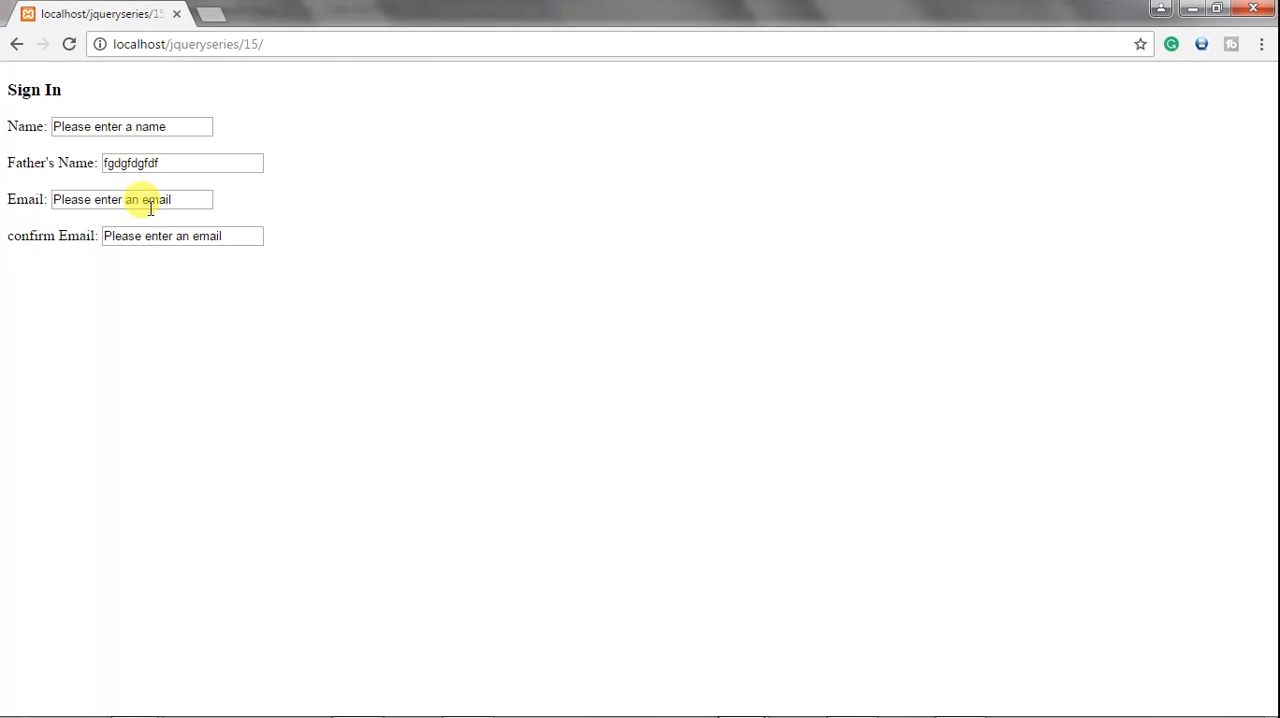 localhost/jqueryseries/15
localhost/jqueryseries/15/
Sign In
Name: Please enter a name
Father's Name: fgdgfdgfdf
Email: Please enter an email
confirm Email: Please enter an email